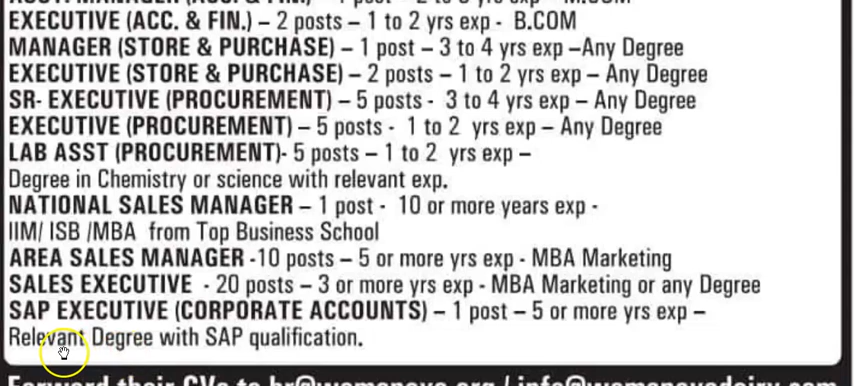 EXECUTIVE (ACC. & FIN.) – 2 posts – 1 to 2 yrs exp - B.COM
MANAGER (STORE & PURCHASE) – 1 post – 3 to 4 yrs exp –Any Degree
EXECUTIVE (STORE & PURCHASE) – 2 posts – 1 to 2 yrs exp – Any Degree
SR- EXECUTIVE (PROCUREMENT) – 5 posts - 3 to 4 yrs exp – Any Degree
EXECUTIVE (PROCUREMENT) – 5 posts - 1 to 2 yrs exp – Any Degree
LAB ASST (PROCUREMENT)- 5 posts – 1 to 2 yrs exp –
Degree in Chemistry or science with relevant exp.
NATIONAL SALES MANAGER – 1 post - 10 or more years exp -
IIM/ ISB /MBA from Top Business School
AREA SALES MANAGER -10 posts – 5 or more yrs exp - MBA Marketing
SALES EXECUTIVE - 20 posts – 3 or more yrs exp - MBA Marketing or any Degree
SAP EXECUTIVE (CORPORATE ACCOUNTS) – 1 post – 5 or more yrs exp –
Relevant Degree with SAP qualification.
Forward their CVs to